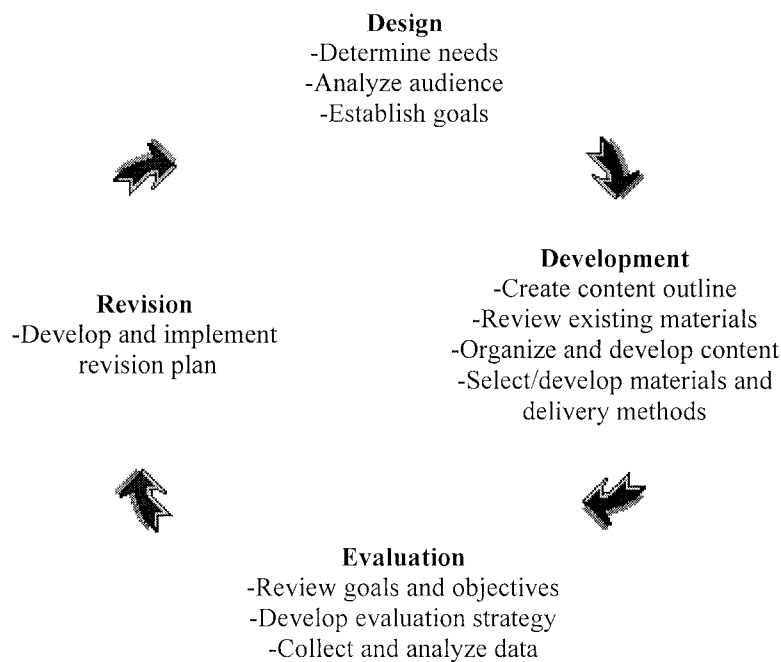 Design
-Determine needs
-Analyze audience
-Establish goals
Development
-Create content outline
-Review existing materials
-Organize and develop content
-Select/develop materials and
delivery methods
Evaluation
-Review goals and objectives
-Develop evaluation strategy
-Collect and analyze data
Revision
-Develop and implement
revision plan